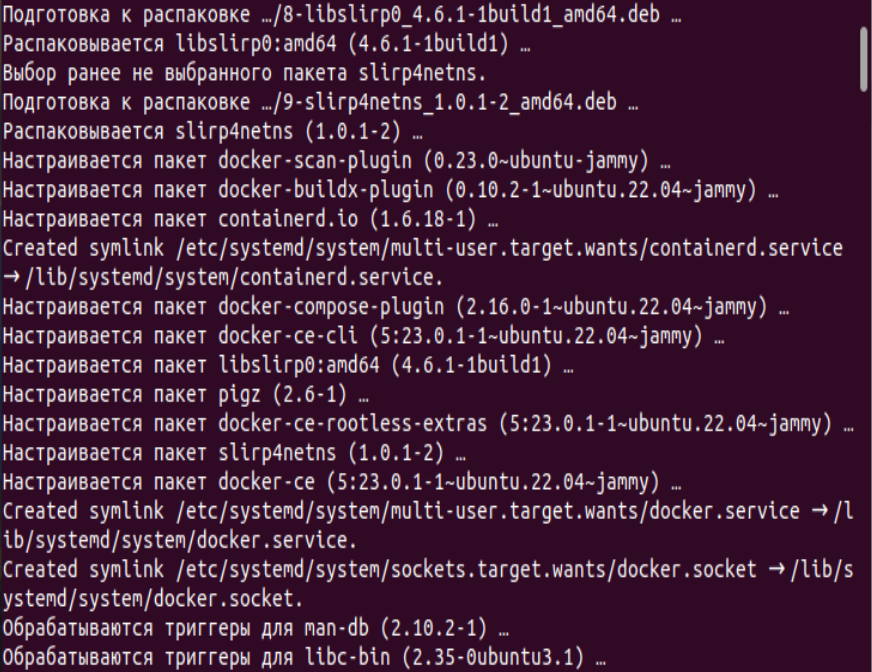 Подготовка к распаковке …/8-libslirp0_4.6.1-1build1_amd64.deb …
Распаковывается libslirp0:amd64 (4.6.1-1build1) …
Выбор ранее не выбранного пакета slirp4netns.
Подготовка к распаковке …/9-slirp4netns_1.0.1-2_amd64.deb …
Распаковывается slirp4netns (1.0.1-2) …
Настраивается пакет docker-scan-plugin (0.23.0~ubuntu-jammy) …
Настраивается пакет docker-buildx-plugin (0.10.2-1~ubuntu.22.04~jammy) …
Настраивается пакет containerd.io (1.6.18-1) …
Created symlink /etc/systemd/system/multi-user.target.wants/containerd.service
→ /lib/systemd/system/containerd.service.
Настраивается пакет docker-compose-plugin (2.16.0-1~ubuntu.22.04~jammy) …
Настраивается пакет docker-ce-cli (5:23.0.1-1~ubuntu.22.04~jammy) …
Настраивается пакет libslirp0:amd64 (4.6.1-1build1) …
Настраивается пакет pigz (2.6-1) …
Настраивается пакет docker-ce-rootless-extras (5:23.0.1-1~ubuntu.22.04~jammy) …
Настраивается пакет slirp4netns (1.0.1-2) …
Настраивается пакет docker-ce (5:23.0.1-1~ubuntu.22.04~jammy) …
Created symlink /etc/systemd/system/multi-user.target.wants/docker.service → /l
ib/systemd/system/docker.service.
Created symlink /etc/systemd/system/sockets.target.wants/docker.socket → /lib/s
ystemd/system/docker.socket.
Обрабатываются триггеры для man-db (2.10.2-1) …
Обрабатываются триггеры для libc-bin (2.35-0ubuntu3.1) …